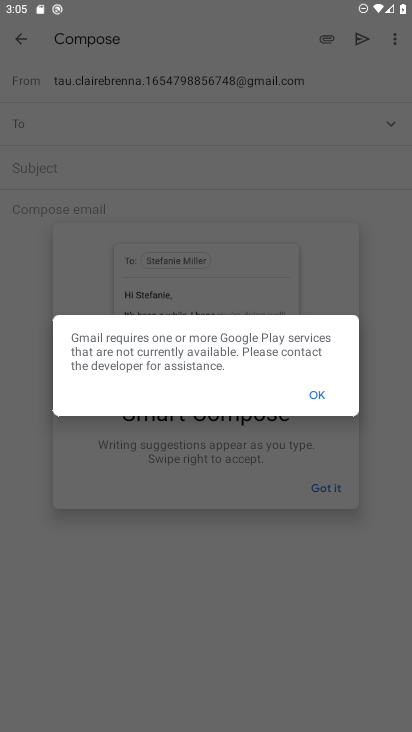 3:05
Compose
From tau.clairebrenna.1654798856748@gmail.com
To
Subject
Compose email
To: Stefanie Miller
Hi Stefanie,
Gmail requires one or more Google Play services
that are not currently available. Please contact
the developer for assistance.
OK
Smart Compose
Writing suggestions appear as you type.
Swipe right to accept.
Got it